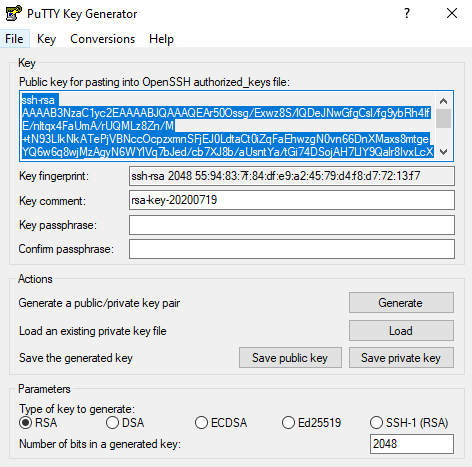 PuTTY Key Generator
File Key Conversions Help
Key
Public key for pasting into OpenSSH authorized_keys file:
ssh-rsa
AAAAB3NzaC1yc2EAAAABJQAAAQEAr50Ossg/Exwz8S/IQDeJNwGfgCsI/fg9ybRh4lf
E/nltqx4FaUmA/rUQMLz8Zn/M
+tN93LlkNkATePjVBNccOcpzxmnSFjEJ0LdtaCt0iZqFaEhwzgN0vn66DnXMaxs8mtge
YQ6w6q8wjMzAgyN6WYlVq7bJed/cb7XJ8b/aUsntYa/tGi74DSojAH7LlY9Qalr8IvxLcX
Key fingerprint: ssh-rsa 2048 55:94:83:7f:84:df:e9:a2:45:79:d4:f8:d7:72:13:f7
Key comment: rsa-key-20200719
Key passphrase:
Confirm passphrase:
Actions
Generate a public/private key pair Generate
Load an existing private key file Load
Save the generated key Save public key Save private key
Parameters
Type of key to generate:
RSA DSA ECDSA Ed25519 SSH-1 (RSA)
Number of bits in a generated key: 2048